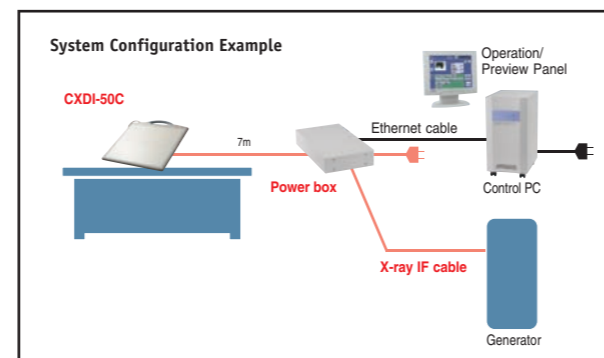 System Configuration Example
CXDI-50C
7m
Power box
Ethernet cable
Operation/
Preview Panel
Control PC
X-ray IF cable
Generator